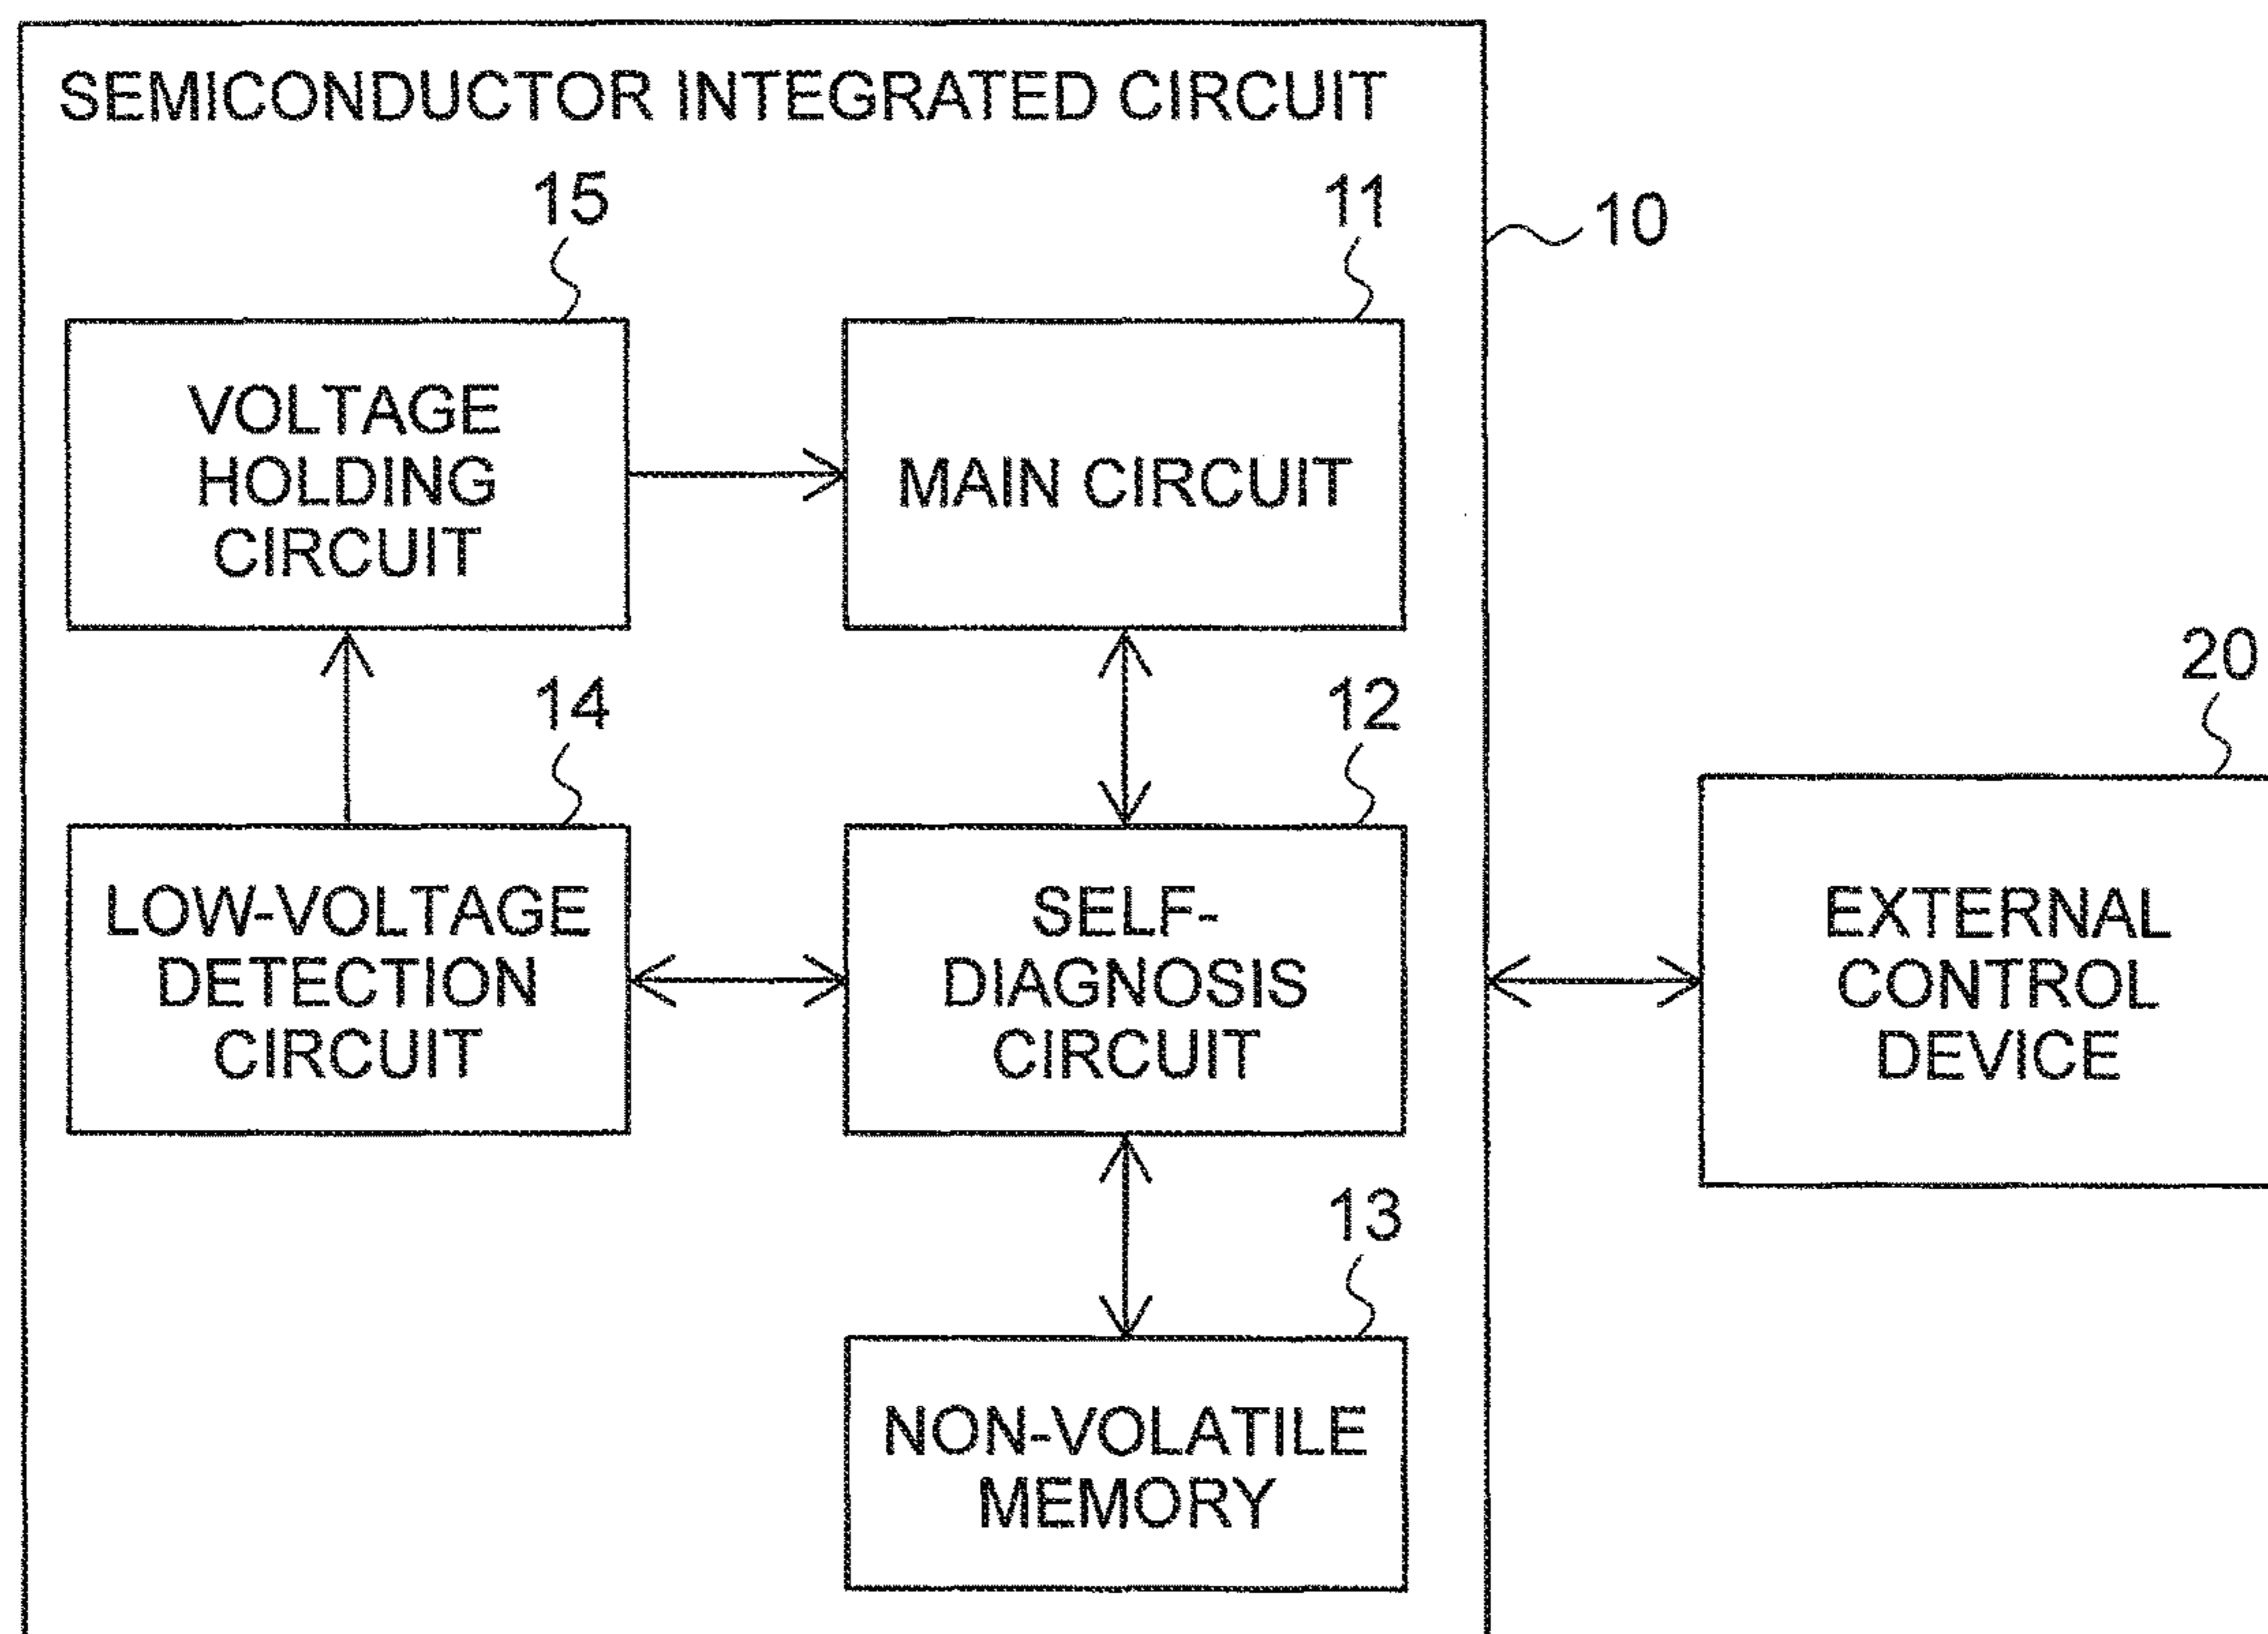 SEMICONDUCTOR INTEGRATED CIRCUIT
10
15
VOLTAGE
HOLDING
CIRCUIT
11
MAIN CIRCUIT
14
LOW-VOLTAGE
DETECTION
CIRCUIT
12
SELF-
DIAGNOSIS
CIRCUIT
20
EXTERNAL
CONTROL
DEVICE
13
NON-VOLATILE
MEMORY